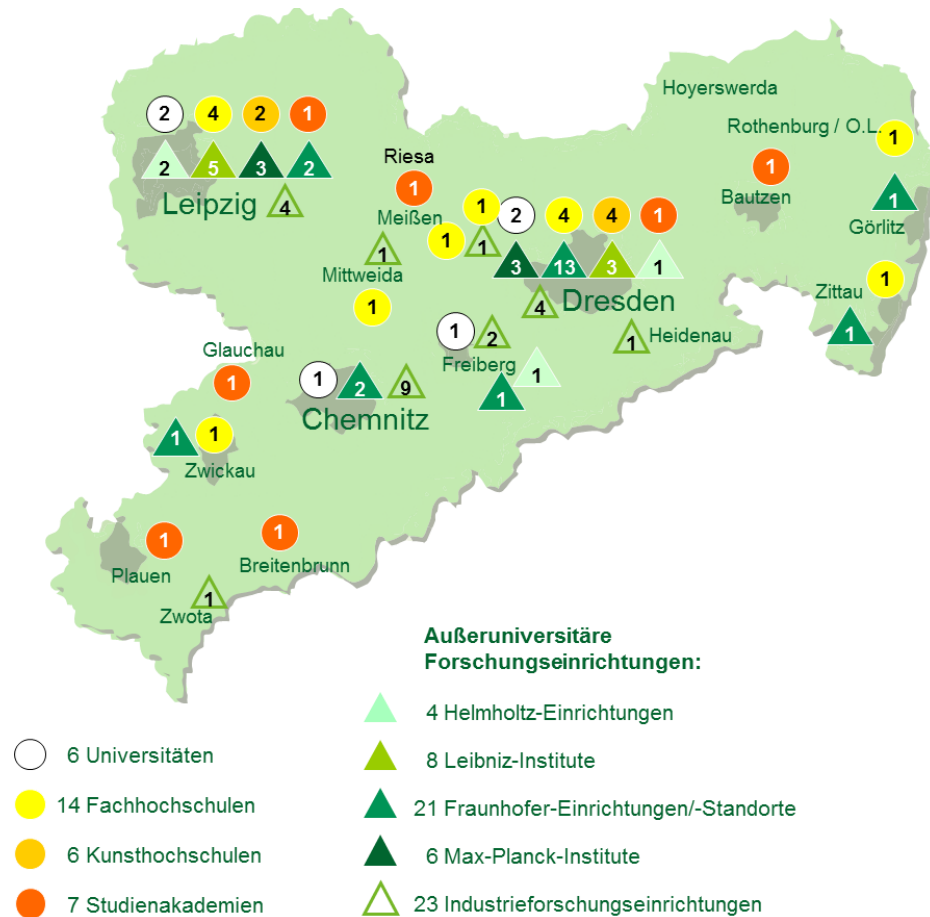 Hoyerswerda
2 4 2 1
Rothenburg / O.L.
1
Riesa
2 5 3 2
1
1
Bautzen
1
Leipzig 4
Meißen
1
2 4 4 1
Görlitz
1
1
1
3 13 3 1
Mittweida
1
Dresden
4
Zittau 1
1
1 2
1 Heidenau
Freiberg
1
1
Glauchau
1
1 2 9
Chemnitz
1 1
Zwickau
1
Plauen
1
Breitenbrunn
1
Zwota
Außeruniversitäre
Forschungseinrichtungen:
4 Helmholtz-Einrichtungen
6 Universitäten
8 Leibniz-Institute
14 Fachhochschulen
21 Fraunhofer-Einrichtungen/-Standorte
6 Kunsthochschulen
6 Max-Planck-Institute
7 Studienakademien
23 Industrieforschungseinrichtungen